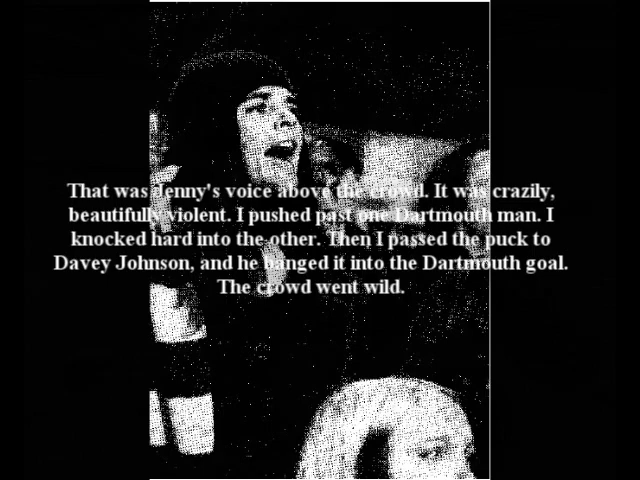 That was Jenny's voice above the crowd. It was crazily,
beautifully violent. I pushed past one Dartmouth man. I
knocked hard into the other. Then I passed the puck to
Davey Johnson, and he banged it into the Dartmouth goal.
The crowd went wild.